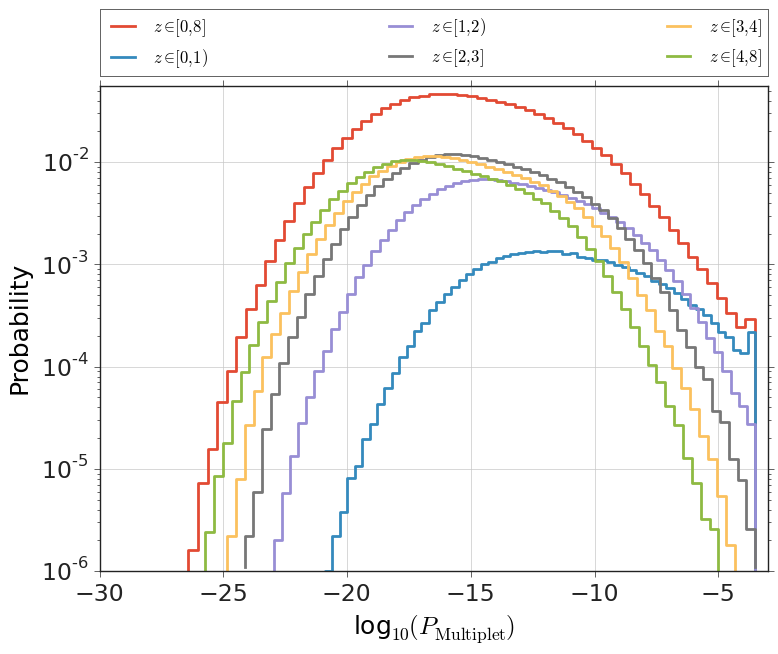 z∈[0,8] z∈[1,2) z∈[3,4]
z∈[0,1) z∈[2,3] z∈[4,8]
Probability
10⁻²
10⁻³
10⁻⁴
10⁻⁵
10⁻⁶
−30 −25 −20 −15 −10 −5
log₁₀(P_Multiplet)